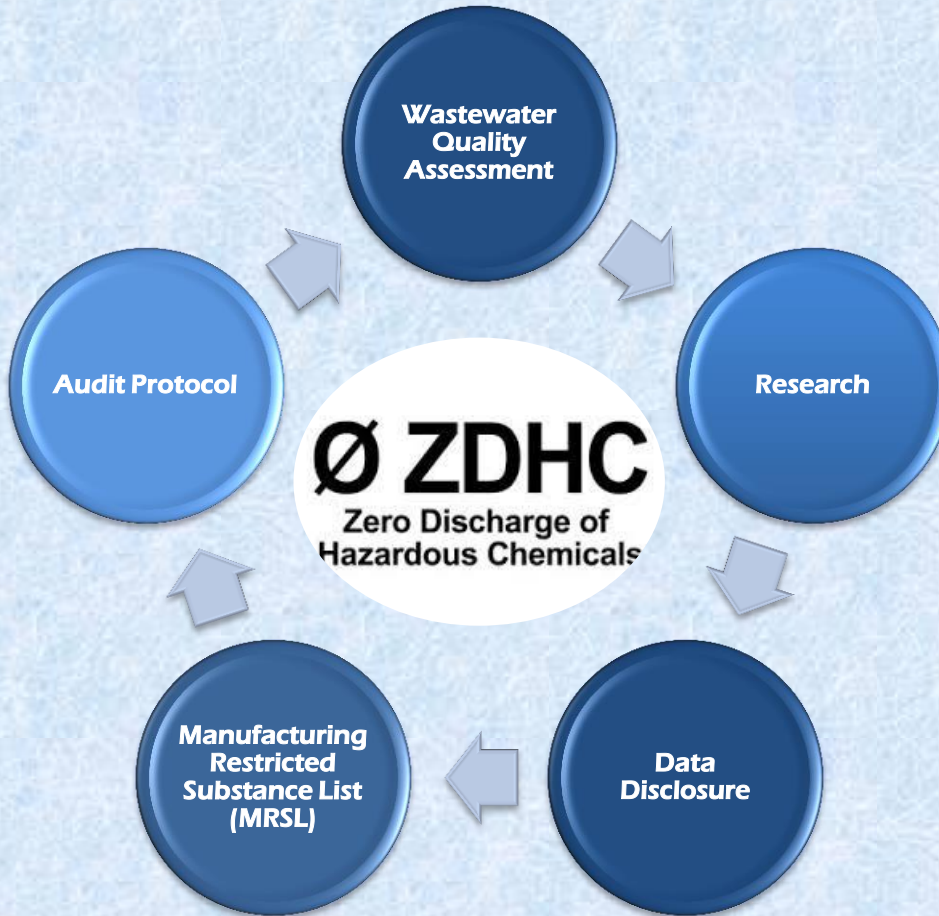 Wastewater
Quality
Assessment
Audit Protocol
Research
Ø ZDHC
Zero Discharge of
Hazardous Chemicals
Manufacturing
Restricted
Substance List
(MRSL)
Data
Disclosure